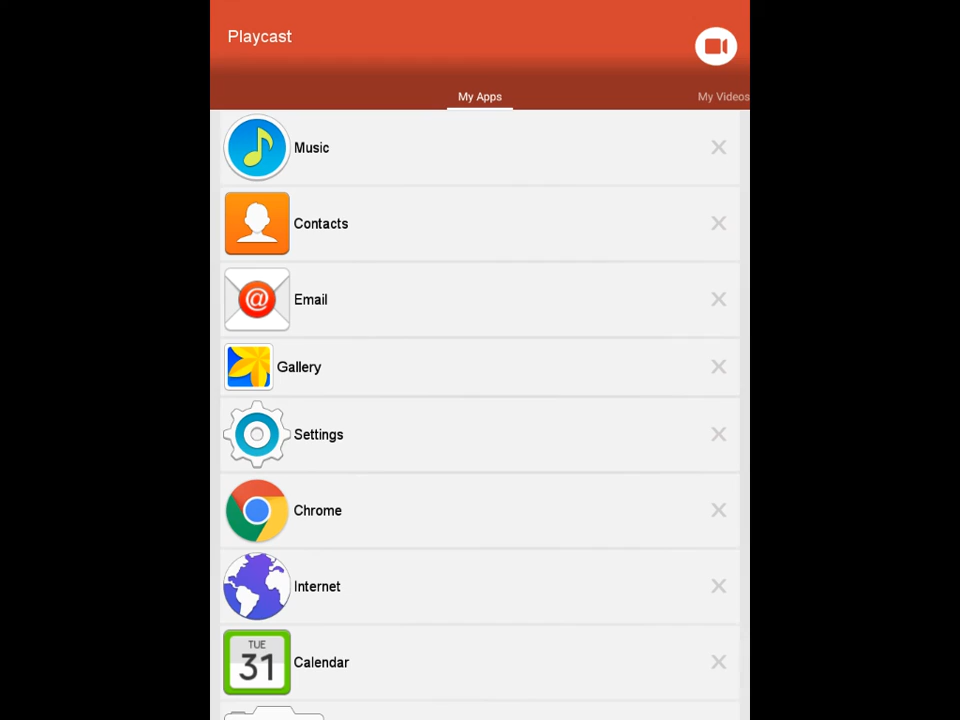 Playcast
My Apps
My Videos
Music
Contacts
@
Email
Gallery
Settings
Chrome
Internet
TUE
31
Calendar